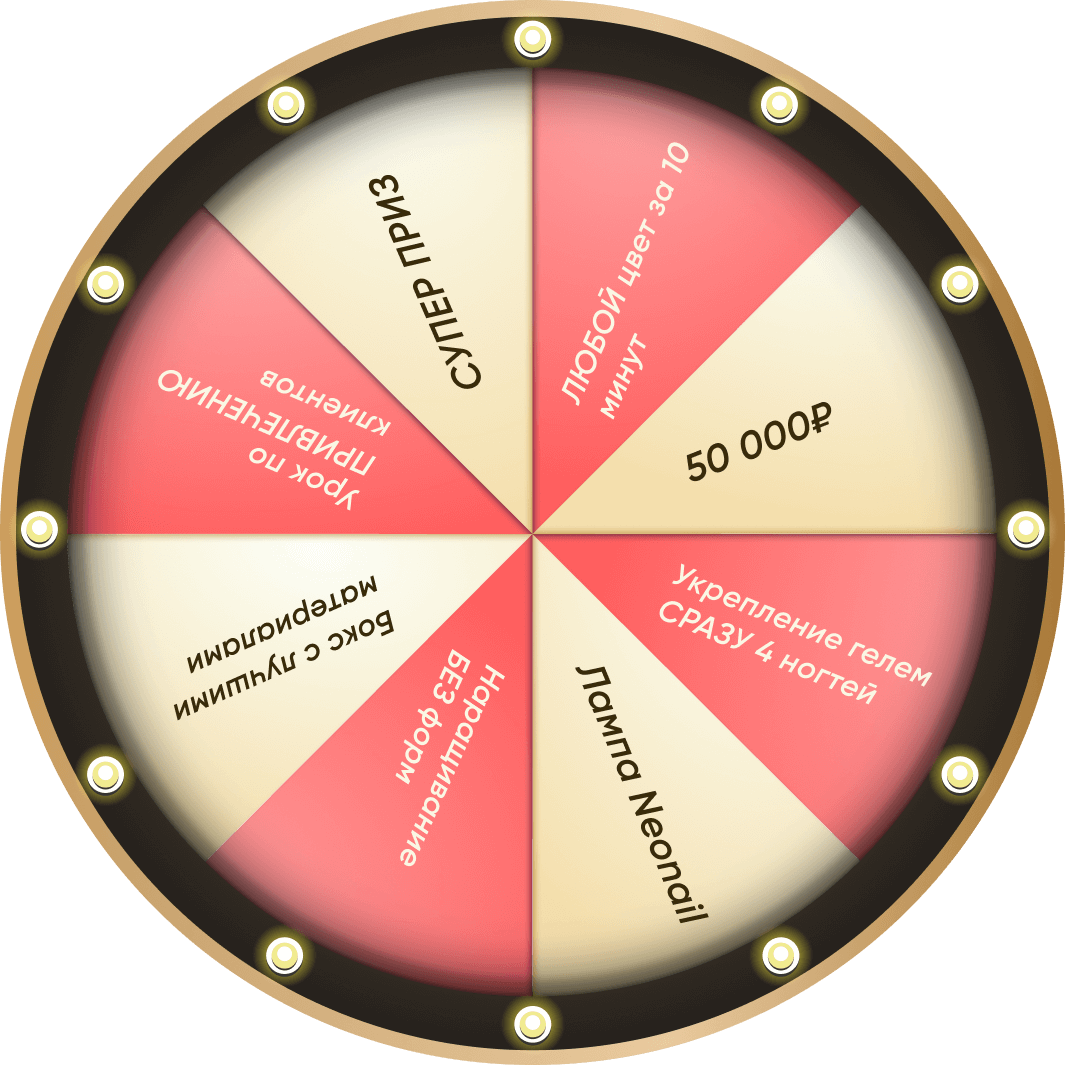 ЛЮБОЙ цвет за 10
минут
50 000₽
Укрепление гелем
СРАЗУ 4 ногтей
Лампа Neonail
Наращивание
БЕЗ форм
Бокс с лучшими
материалами
Урок по
ПРИВЛЕЧЕНИЮ
клиентов
СУПЕР ПРИЗ